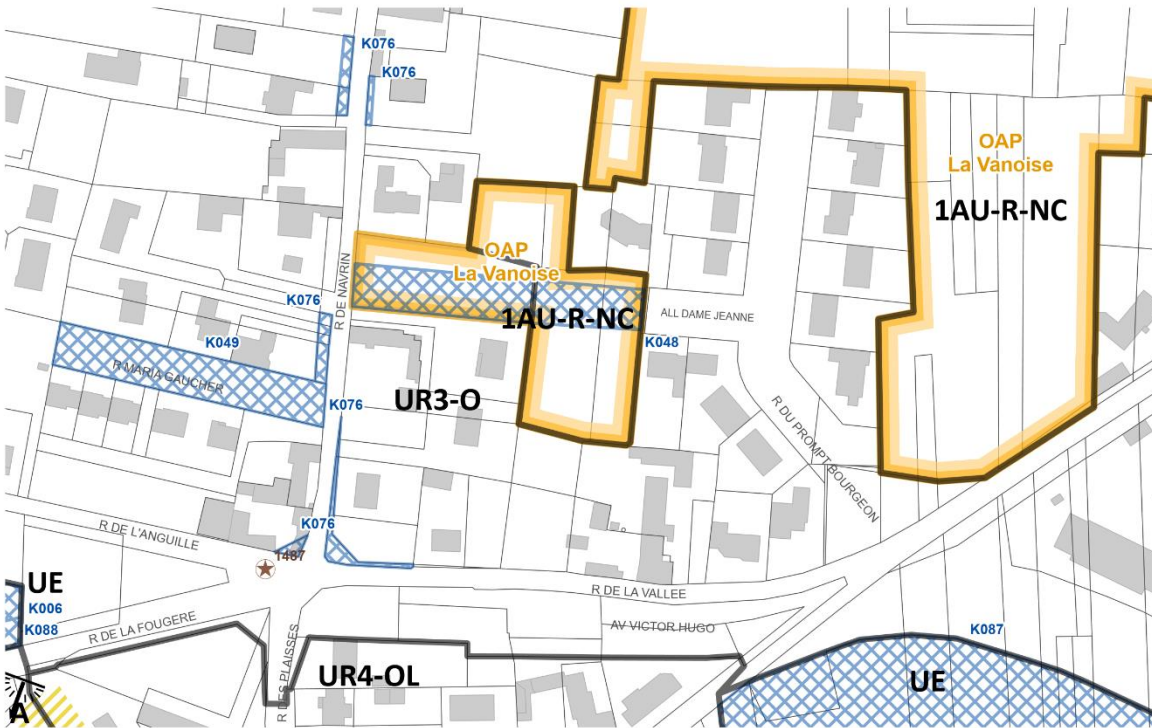 K076
K076
OAP
La Vanoise
1AU-R-NC
OAP
La Vanoise
R DE NAVRIN
K076
1AU-R-NC
ALL DAME JEANNE
K049
K048
R MARIA GAUCHER
UR3-O
K076
R DU PROMPT BOURGEON
K076
R DE L'ANGUILLE
1487
UE
K006
K088
R DE LA FOUGERE
R DE LA VALLEE
AV VICTOR HUGO
K087
R DES PLAISSES
UR4-OL
UE
A